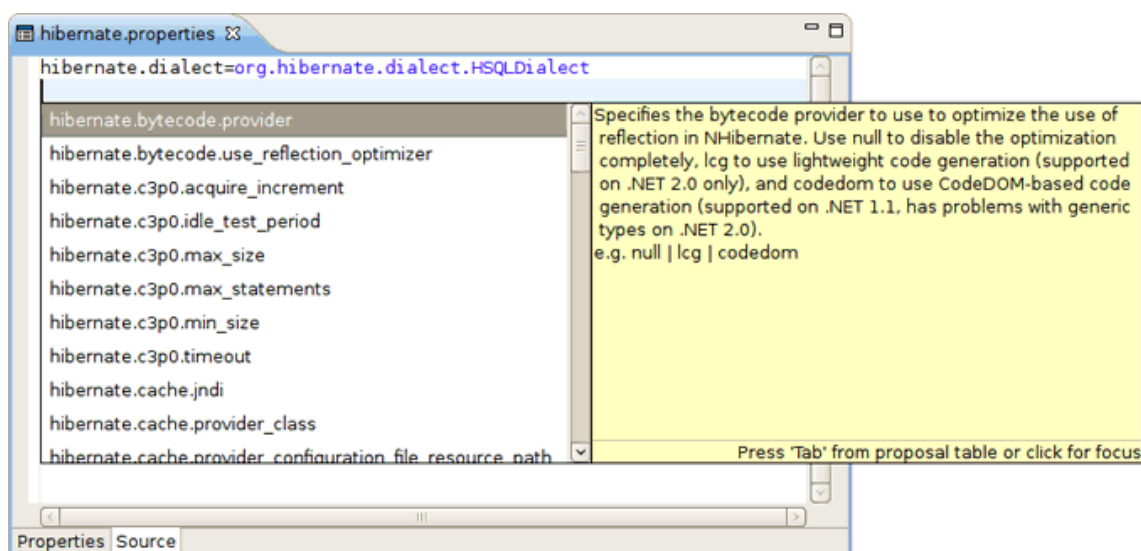 hibernate.properties
hibernate.dialect=org.hibernate.dialect.HSQLDialect
hibernate.bytecode.provider
hibernate.bytecode.use_reflection_optimizer
hibernate.c3p0.acquire_increment
hibernate.c3p0.idle_test_period
hibernate.c3p0.max_size
hibernate.c3p0.max_statements
hibernate.c3p0.min_size
hibernate.c3p0.timeout
hibernate.cache.jndi
hibernate.cache.provider_class
hibernate.cache.provider_configuration_file_resource_path
Specifies the bytecode provider to use to optimize the use of
reflection in NHibernate. Use null to disable the optimization
completely, lcg to use lightweight code generation (supported
on .NET 2.0 only), and codedom to use CodeDOM-based code
generation (supported on .NET 1.1, has problems with generic
types on .NET 2.0).
e.g. null | lcg | codedom
Press 'Tab' from proposal table or click for focus
Properties Source